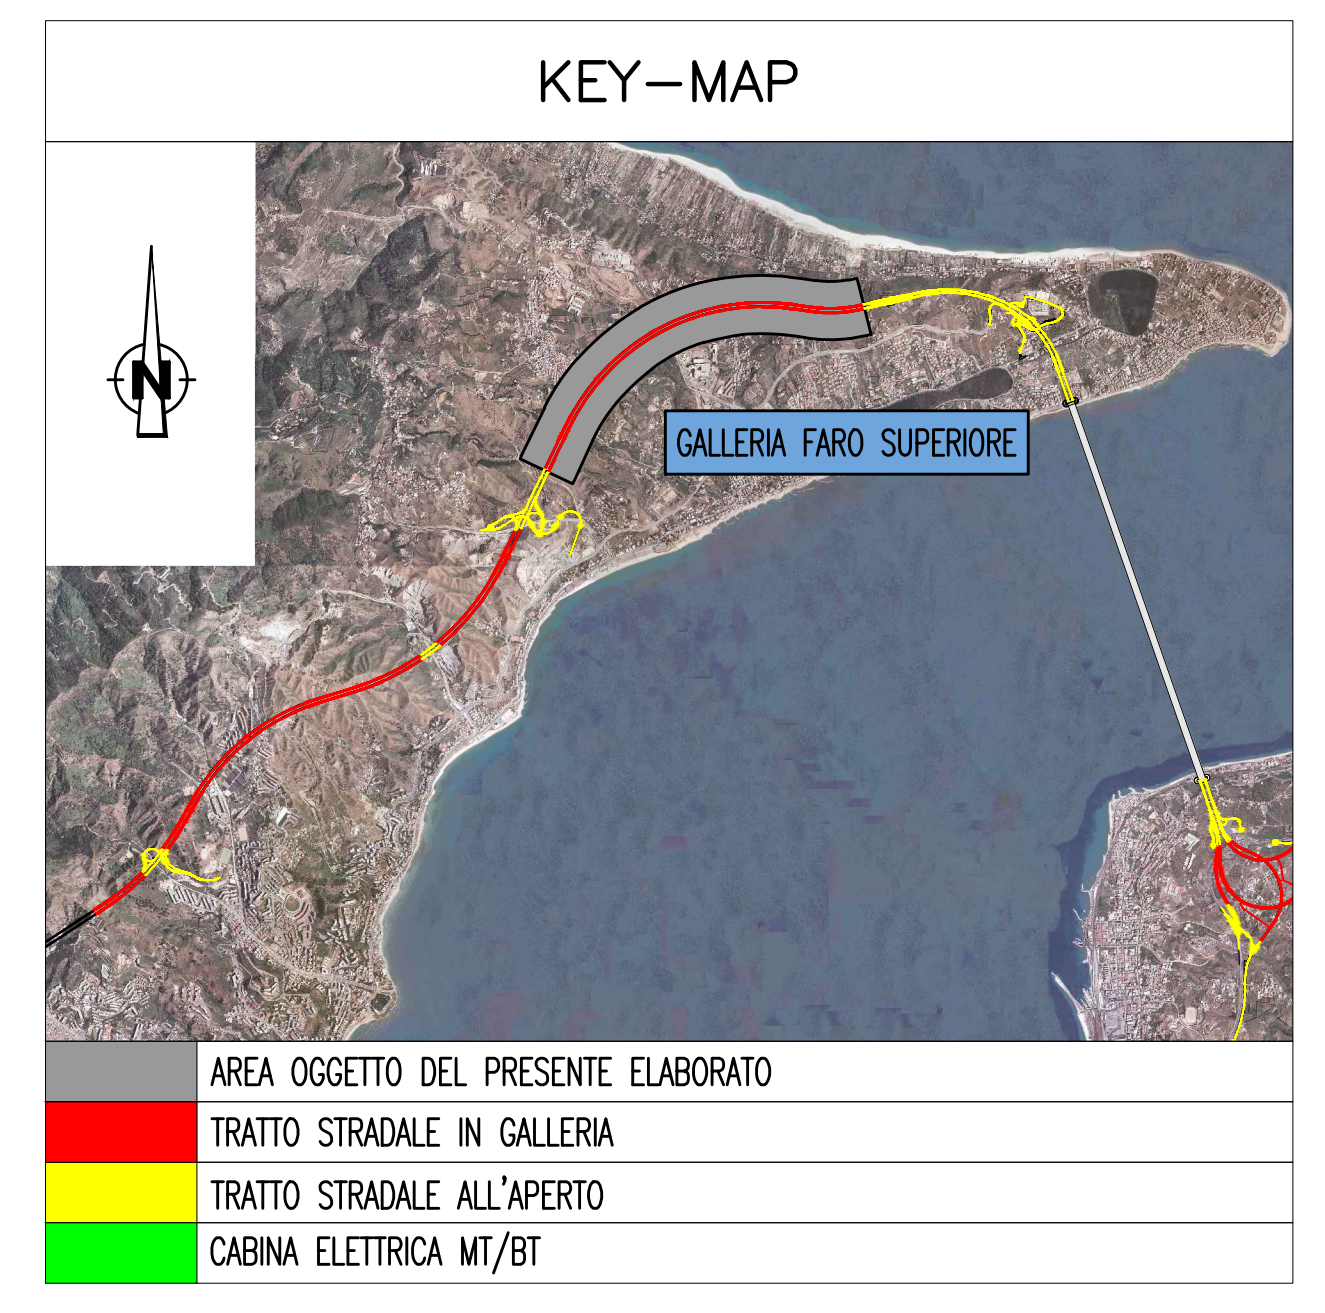 KEY-MAP
N
GALLERIA FARO SUPERIORE
AREA OGGETTO DEL PRESENTE ELABORATO
TRATTO STRADALE IN GALLERIA
TRATTO STRADALE ALL'APERTO
CABINA ELETTRICA MT/BT